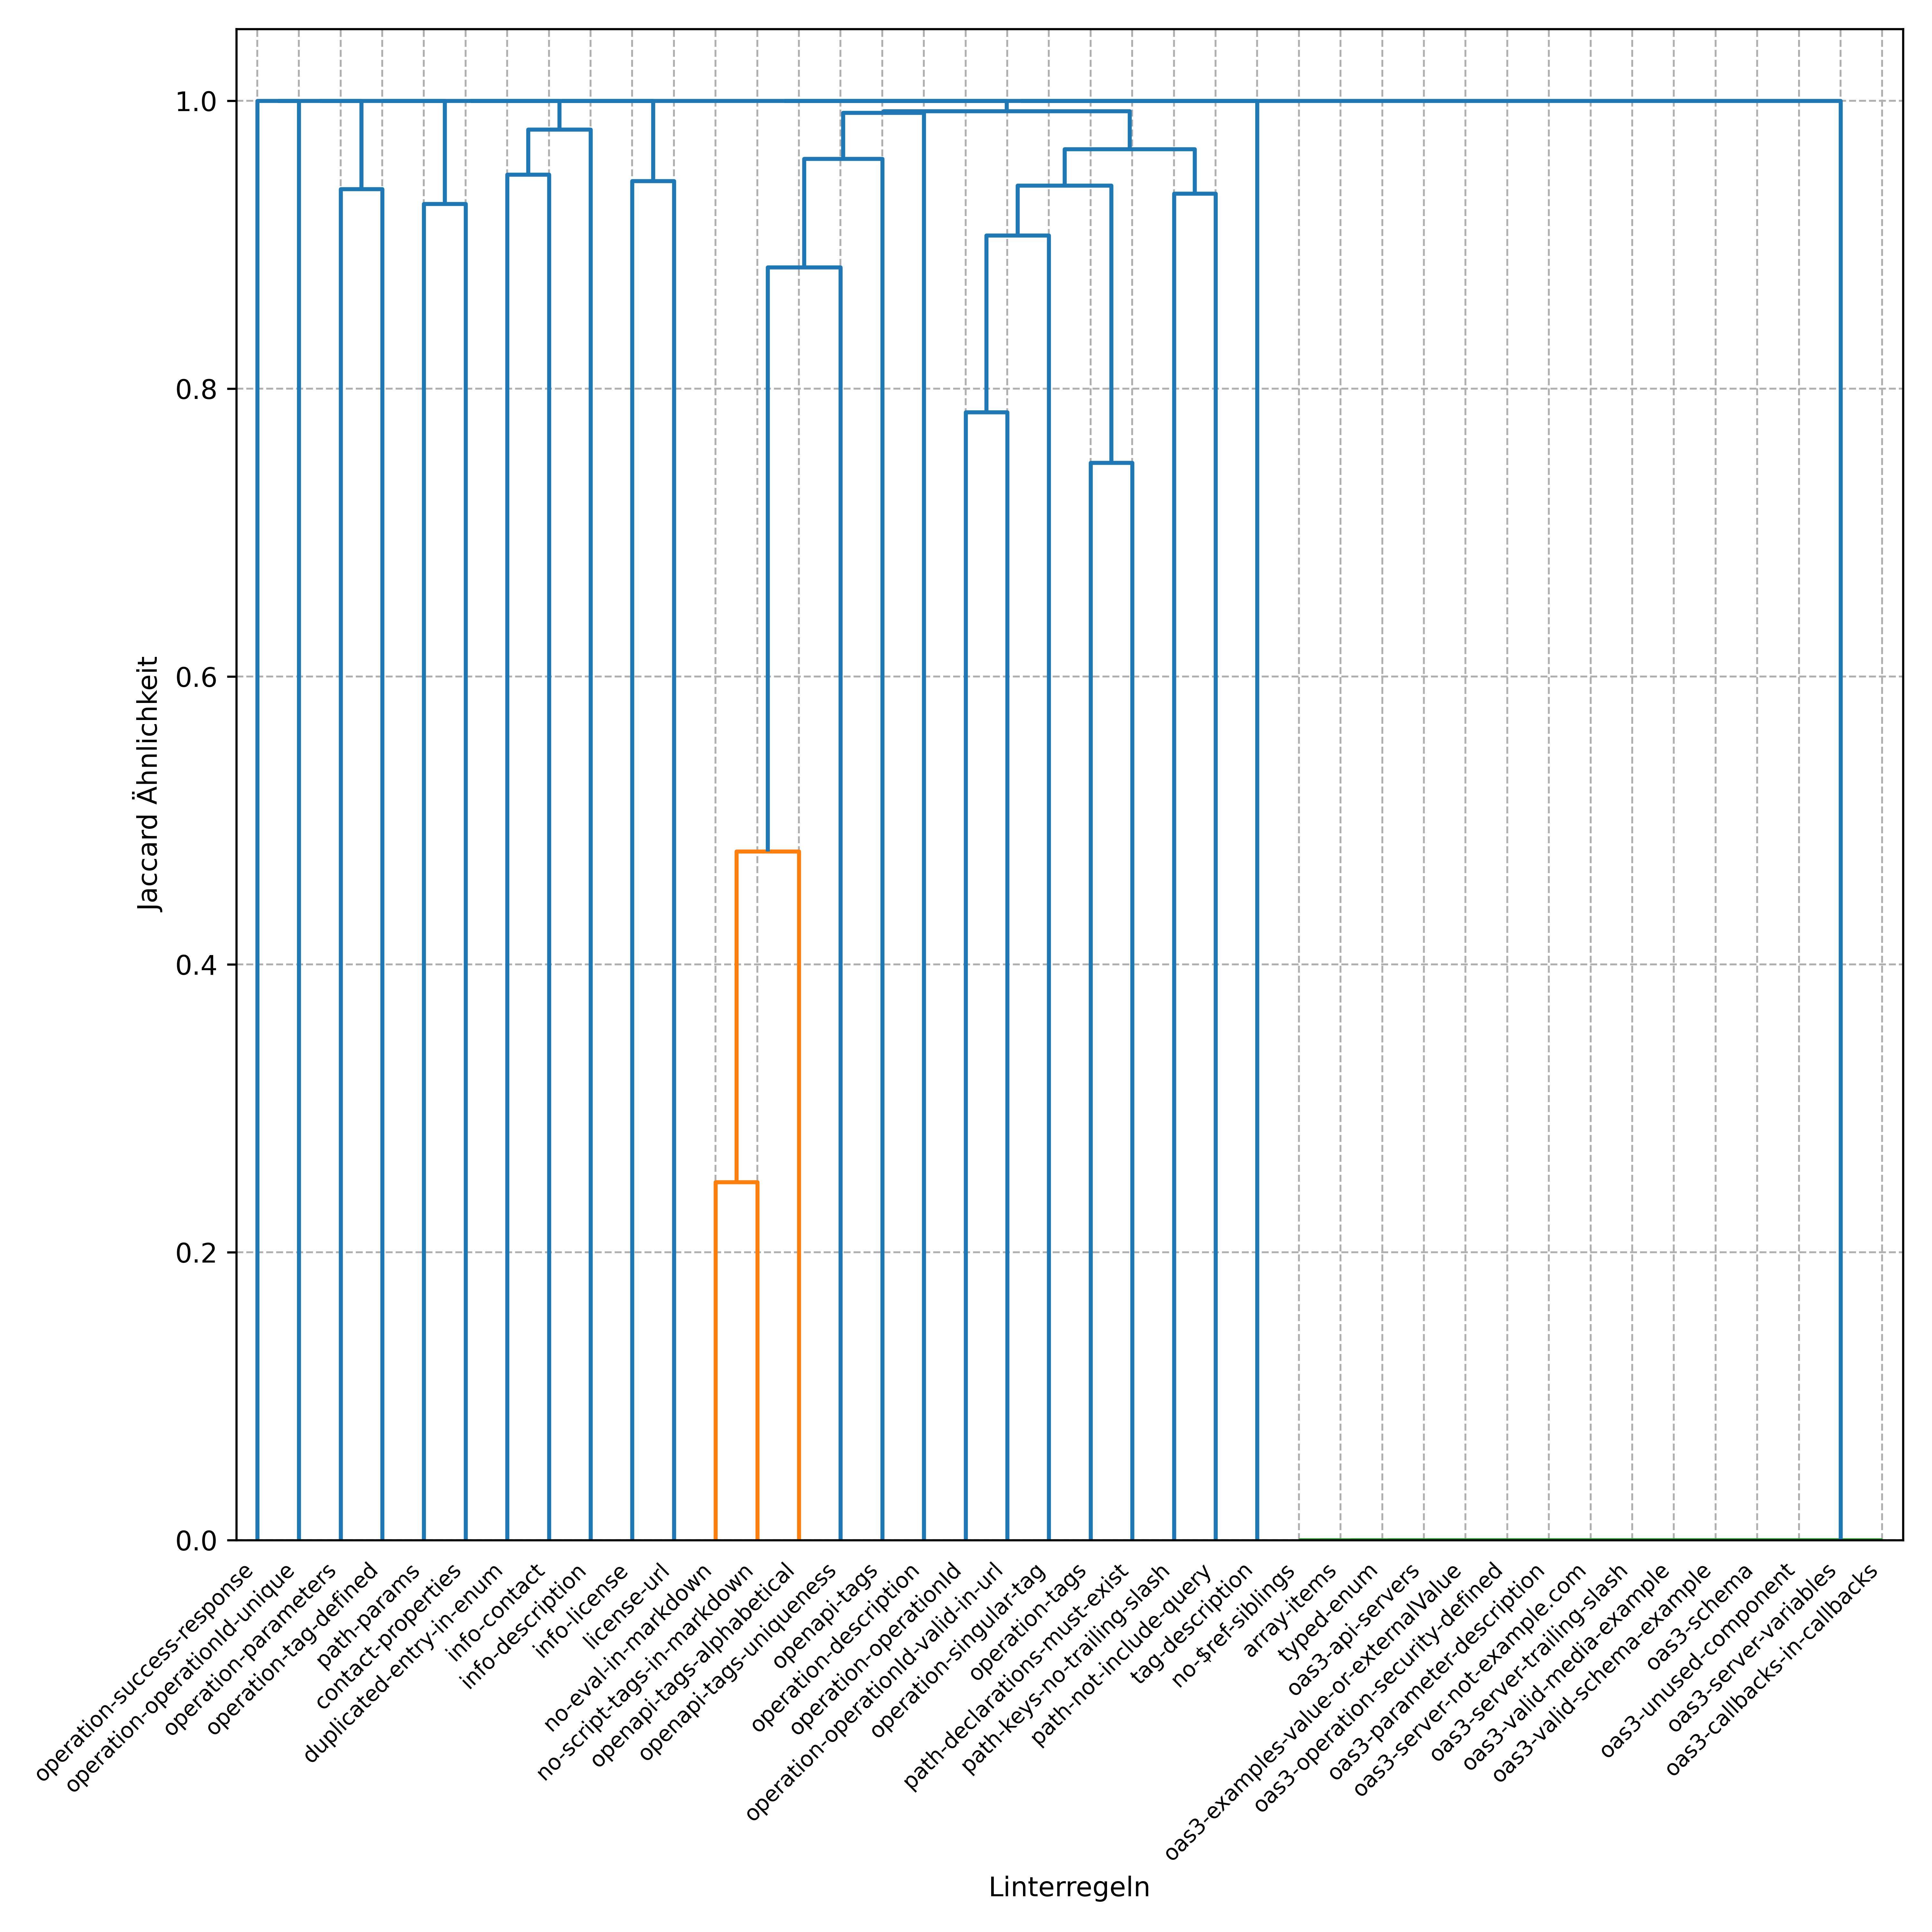 1.0
0.8
0.6
0.4
0.2
0.0
Jaccard Ähnlichkeit
operation-success-response
operation-operationId-unique
operation-parameters
operation-tag-defined
path-params
contact-properties
duplicated-entry-in-enum
info-contact
info-description
info-license
license-url
no-eval-in-markdown
no-script-tags-in-markdown
openapi-tags-alphabetical
openapi-tags-uniqueness
openapi-tags
operation-description
operation-operationId
operation-operationId-valid-in-url
operation-singular-tag
operation-tags
path-declarations-must-exist
path-keys-no-trailing-slash
path-not-include-query
tag-description
no-$ref-siblings
array-items
typed-enum
oas3-api-servers
oas3-examples-value-or-externalValue
oas3-operation-security-defined
oas3-parameter-description
oas3-server-not-example.com
oas3-server-trailing-slash
oas3-valid-media-example
oas3-valid-schema-example
oas3-schema
oas3-unused-component
oas3-server-variables
oas3-callbacks-in-callbacks
Linterregeln